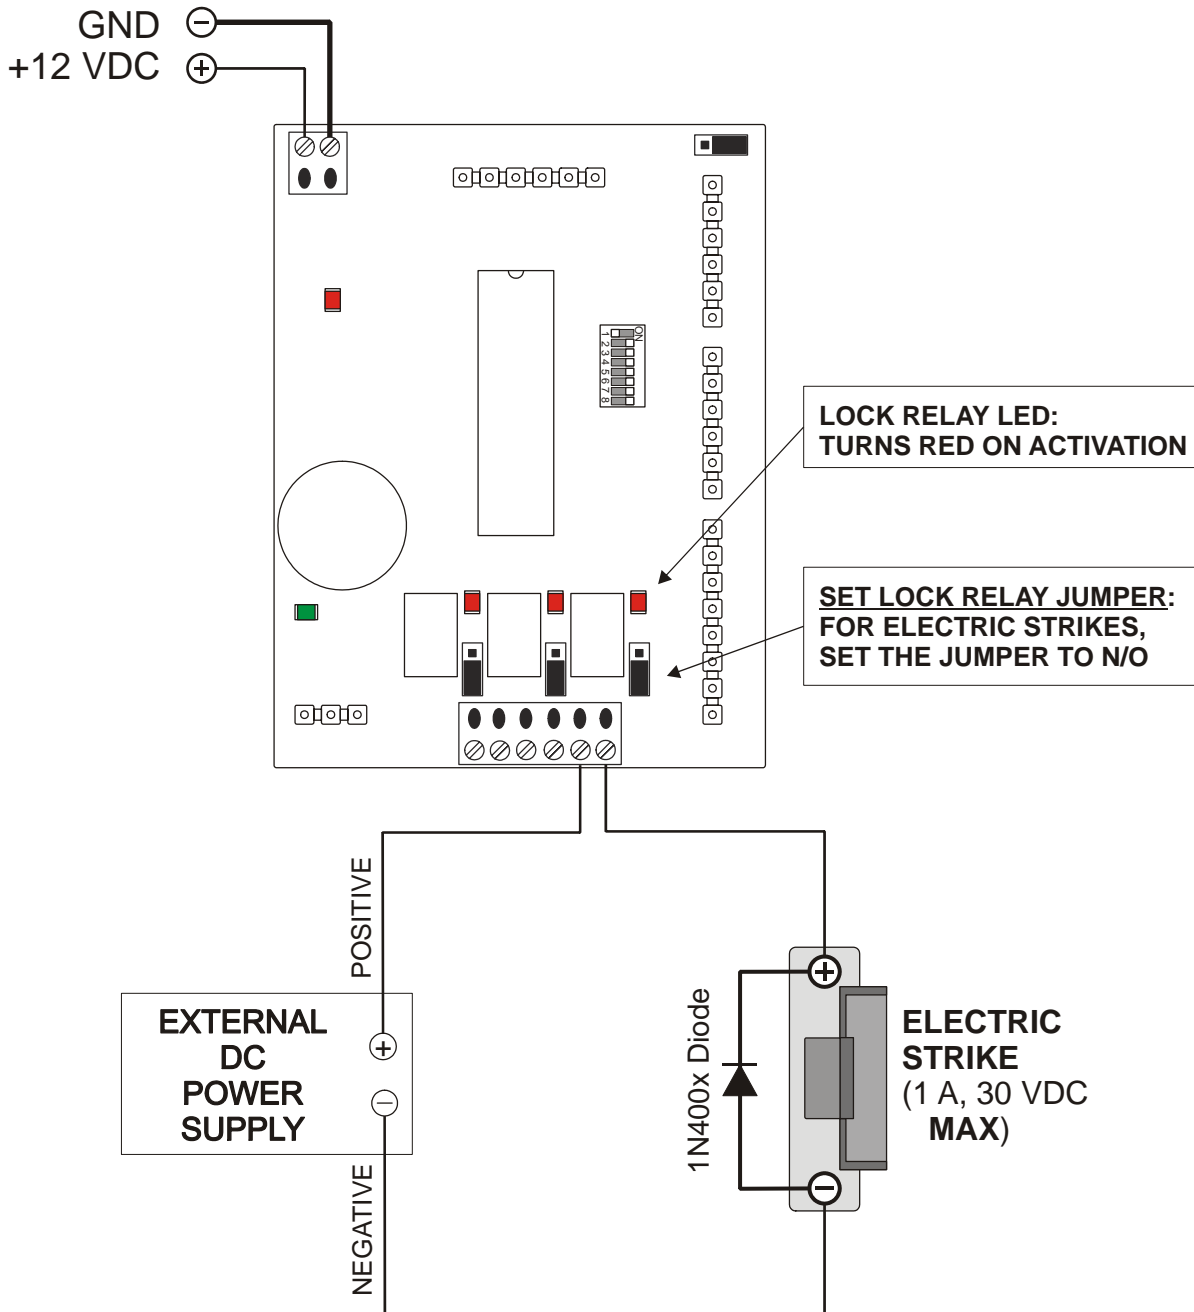 GND
+12 VDC
ON
1
2
3
4
5
6
7
8
LOCK RELAY LED:
TURNS RED ON ACTIVATION
SET LOCK RELAY JUMPER:
FOR ELECTRIC STRIKES,
SET THE JUMPER TO N/O
POSITIVE
EXTERNAL
DC
POWER
SUPPLY
NEGATIVE
1N400x Diode
ELECTRIC
STRIKE
(1 A, 30 VDC
MAX)